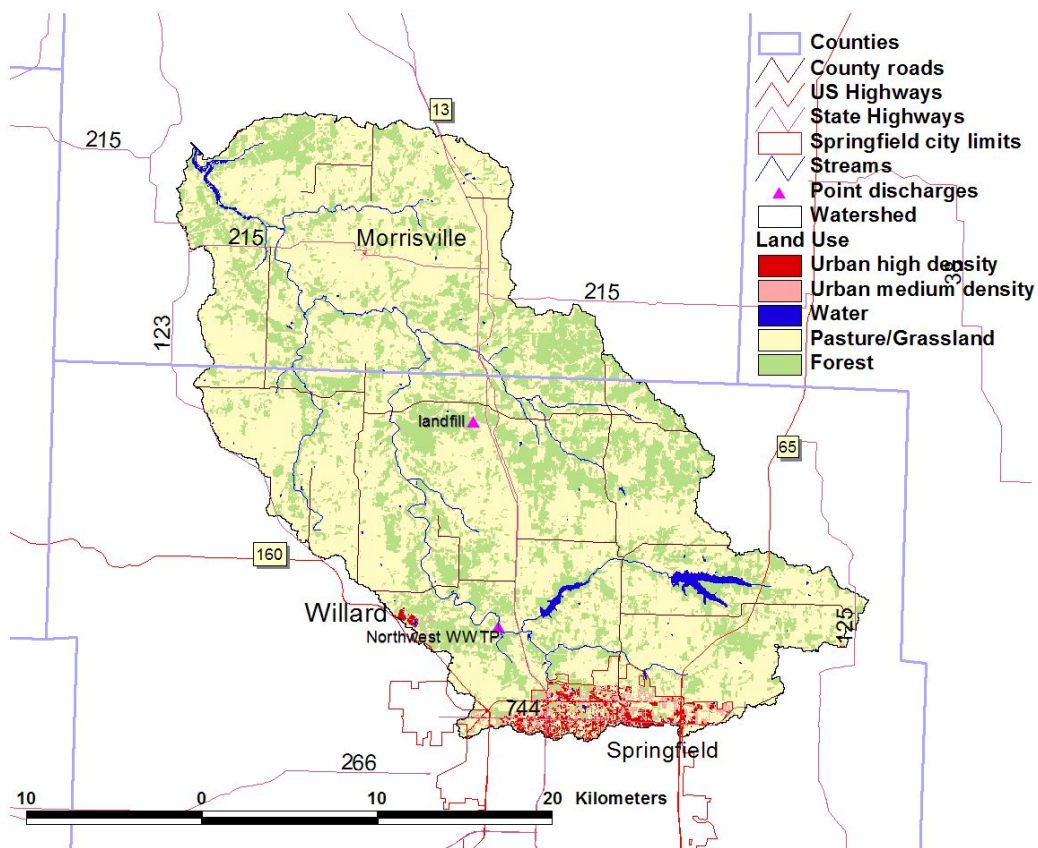 Counties
County roads
US Highways
State Highways
Springfield city limits
Streams
Point discharges
Watershed
Land Use
Urban high density
Urban medium density
Water
Pasture/Grassland
Forest
13
215
215
Morrisville
215
38
123
landfill
65
160
Willard
Northwest WWTP
125
744
Springfield
266
10 0 10 20 Kilometers